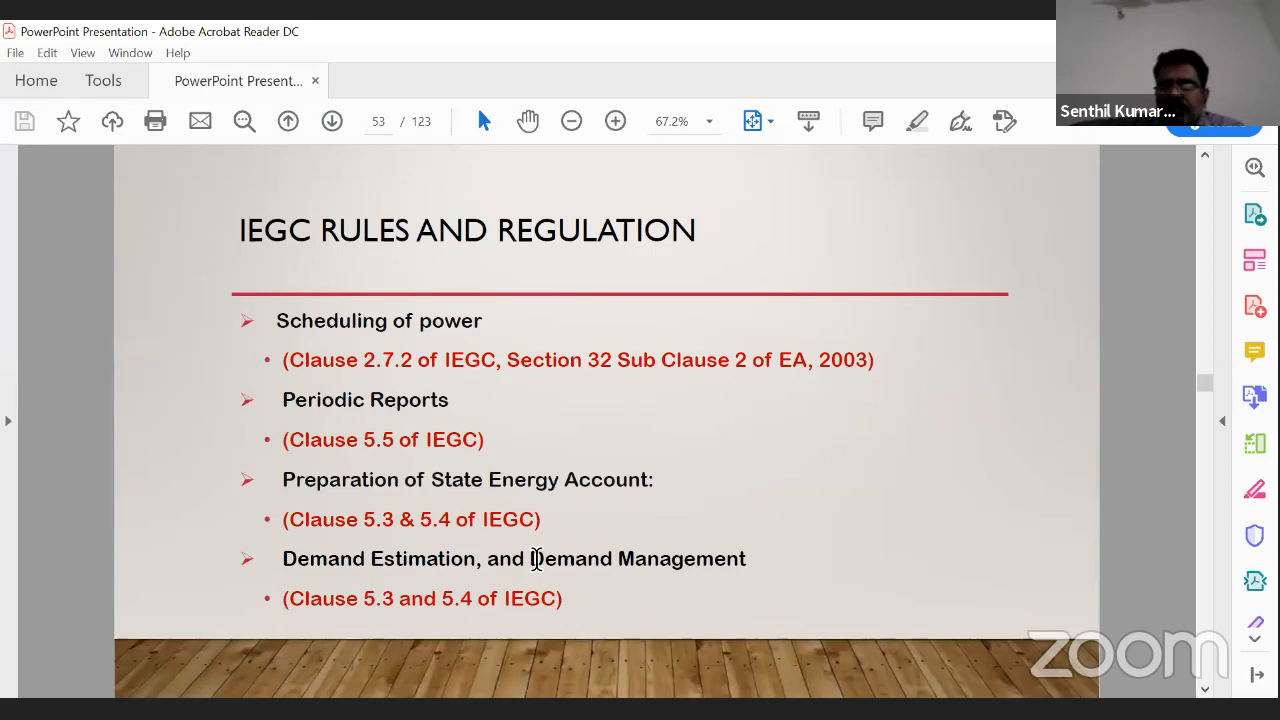 PowerPoint Presentation - Adobe Acrobat Reader DC
File Edit View Window Help
Home Tools PowerPoint Present... ×
53 / 123 67.2%
Senthil Kumar...
IEGC RULES AND REGULATION
Scheduling of power
• (Clause 2.7.2 of IEGC, Section 32 Sub Clause 2 of EA, 2003)
Periodic Reports
• (Clause 5.5 of IEGC)
Preparation of State Energy Account:
• (Clause 5.3 & 5.4 of IEGC)
Demand Estimation, and Demand Management
• (Clause 5.3 and 5.4 of IEGC)
zoom